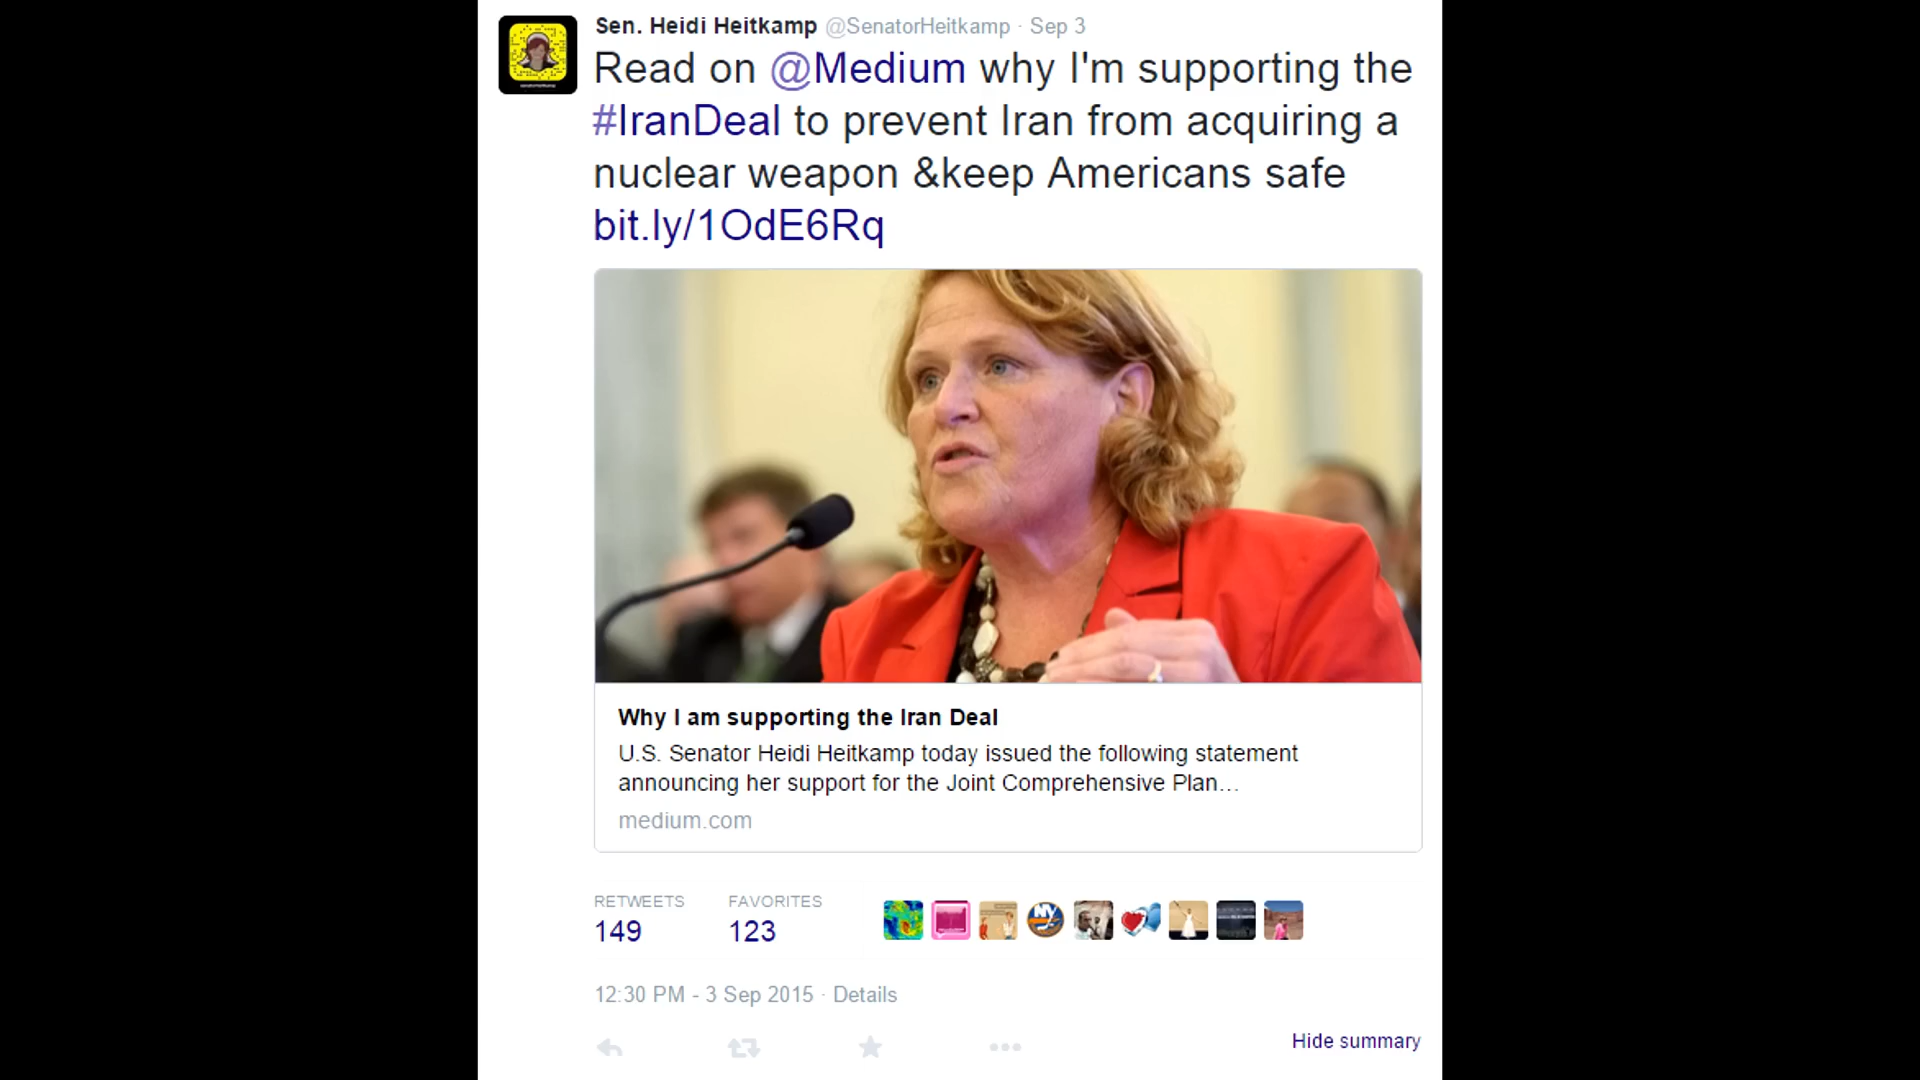 Sen. Heidi Heitkamp @SenatorHeitkamp · Sep 3
Read on @Medium why I'm supporting the
#IranDeal to prevent Iran from acquiring a
nuclear weapon &keep Americans safe
bit.ly/1OdE6Rq
Why I am supporting the Iran Deal
U.S. Senator Heidi Heitkamp today issued the following statement
announcing her support for the Joint Comprehensive Plan…
medium.com
RETWEETS FAVORITES
149 123
NY
12:30 PM - 3 Sep 2015 · Details
Hide summary